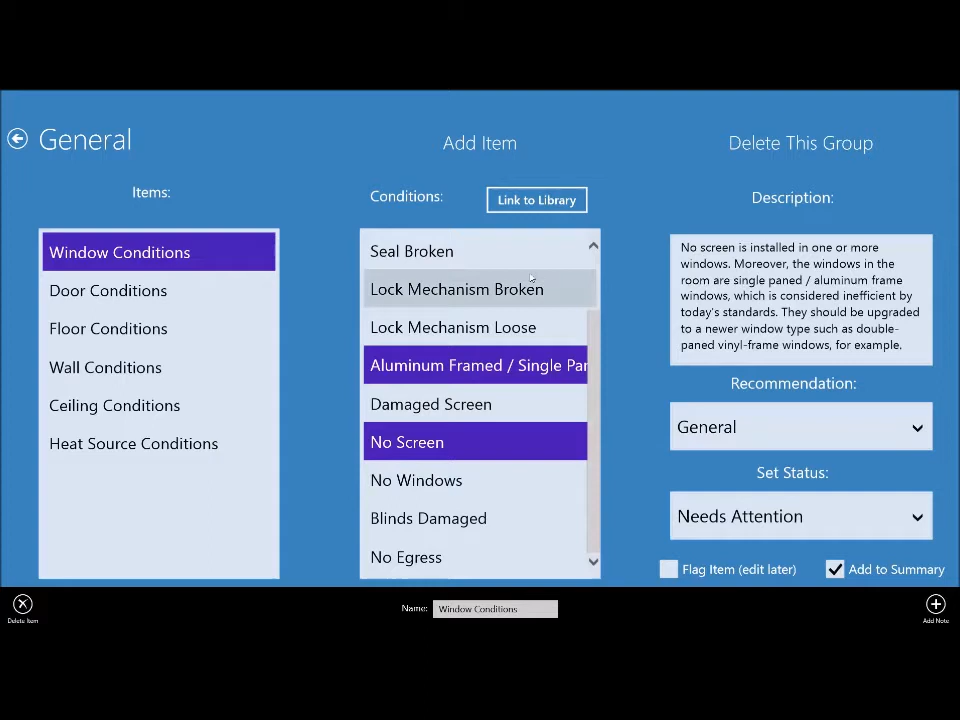 General
Add Item
Delete This Group
Items:
Window Conditions
Door Conditions
Floor Conditions
Wall Conditions
Ceiling Conditions
Heat Source Conditions
Conditions:
Link to Library
Seal Broken
Lock Mechanism Broken
Lock Mechanism Loose
Aluminum Framed / Single Par
Damaged Screen
No Screen
No Windows
Blinds Damaged
No Egress
Description:
No screen is installed in one or more
windows. Moreover, the windows in the
room are single paned / aluminum frame
windows, which is considered inefficient by
today's standards. They should be upgraded
to a newer window type such as double-
paned vinyl-frame windows, for example.
Recommendation:
General
Set Status:
Needs Attention
Flag Item (edit later)
Add to Summary
Delete Item
Name:
Window Conditions
Add Note